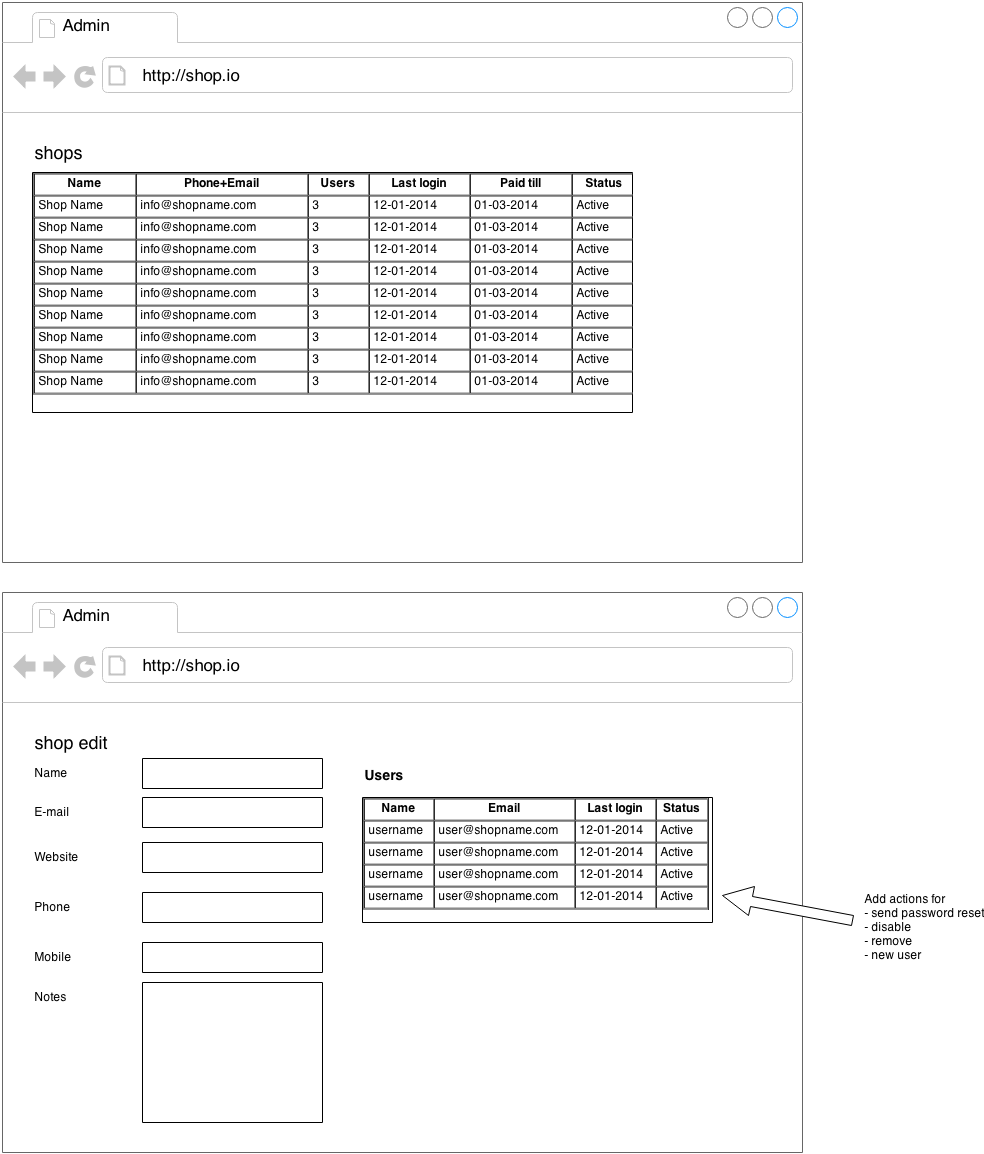 Admin
http://shop.io
shops
Name Phone+Email Users Last login Paid till Status
Shop Name info@shopname.com 3 12-01-2014 01-03-2014 Active
Shop Name info@shopname.com 3 12-01-2014 01-03-2014 Active
Shop Name info@shopname.com 3 12-01-2014 01-03-2014 Active
Shop Name info@shopname.com 3 12-01-2014 01-03-2014 Active
Shop Name info@shopname.com 3 12-01-2014 01-03-2014 Active
Shop Name info@shopname.com 3 12-01-2014 01-03-2014 Active
Shop Name info@shopname.com 3 12-01-2014 01-03-2014 Active
Shop Name info@shopname.com 3 12-01-2014 01-03-2014 Active
Shop Name info@shopname.com 3 12-01-2014 01-03-2014 Active
Admin
http://shop.io
shop edit
Name
E-mail
Website
Phone
Mobile
Notes
Users
Name Email Last login Status
username user@shopname.com 12-01-2014 Active
username user@shopname.com 12-01-2014 Active
username user@shopname.com 12-01-2014 Active
username user@shopname.com 12-01-2014 Active
Add actions for
- send password reset
- disable
- remove
- new user